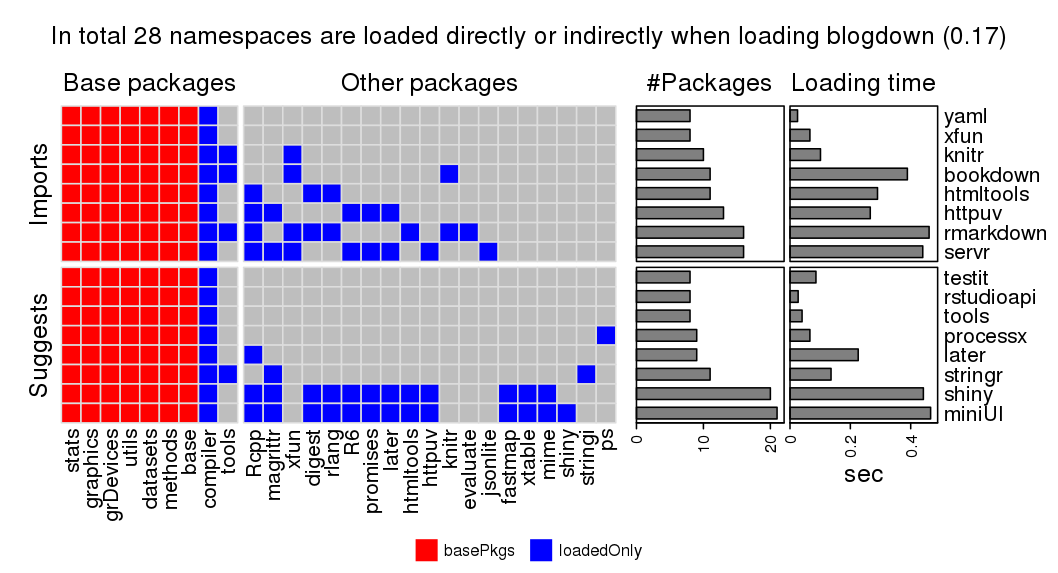 In total 28 namespaces are loaded directly or indirectly when loading blogdown (0.17)
Base packages
Other packages
#Packages
Loading time
Imports
yaml
xfun
knitr
bookdown
htmltools
httpuv
rmarkdown
servr
Suggests
testit
rstudioapi
tools
processx
later
stringr
shiny
miniUI
stats
graphics
grDevices
utils
datasets
methods
base
compiler
tools
Rcpp
magrittr
xfun
digest
rlang
R6
promises
later
htmltools
httpuv
knitr
evaluate
jsonlite
fastmap
xtable
mime
shiny
stringi
ps
0
10
20
0
0.2
0.4
sec
basePkgs
loadedOnly